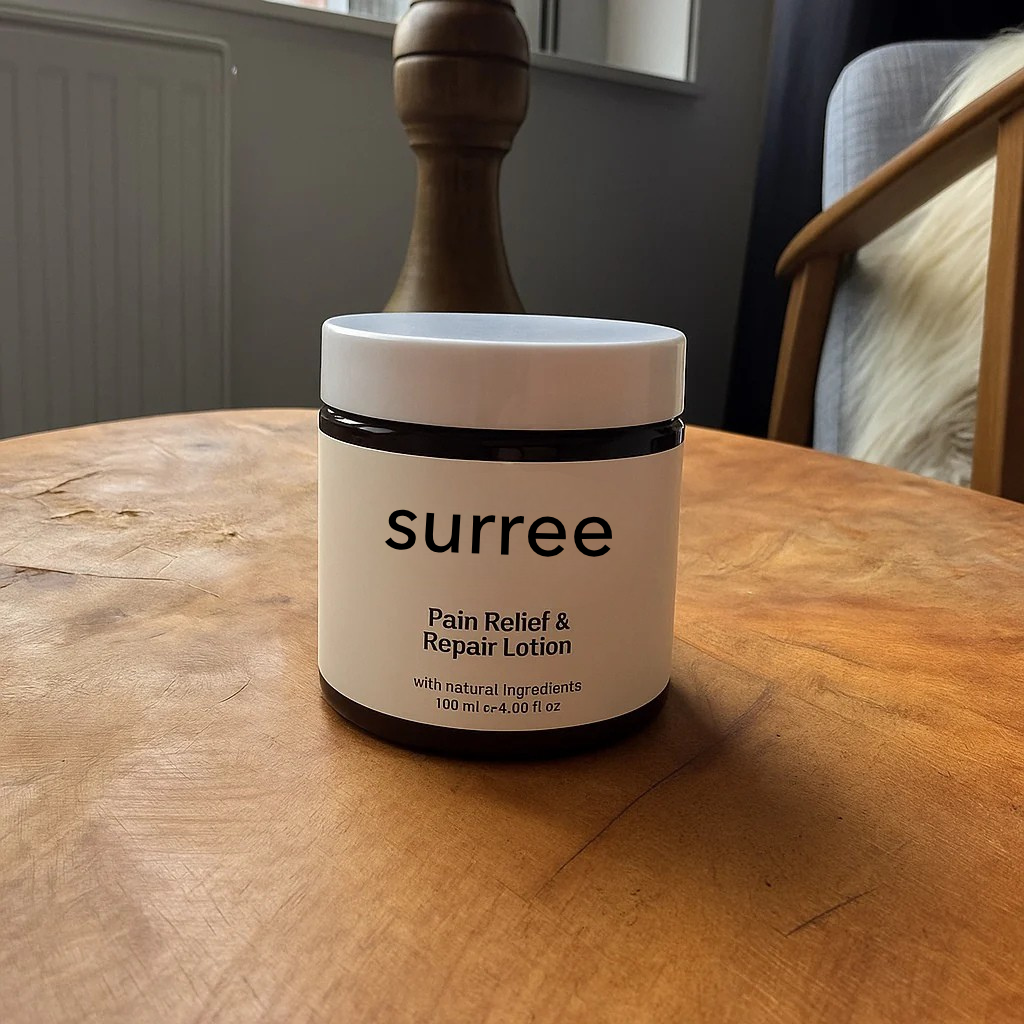 surree
Pain Relief &
Repair Lotion
with natural Ingredients
100 ml 4.00 fl oz